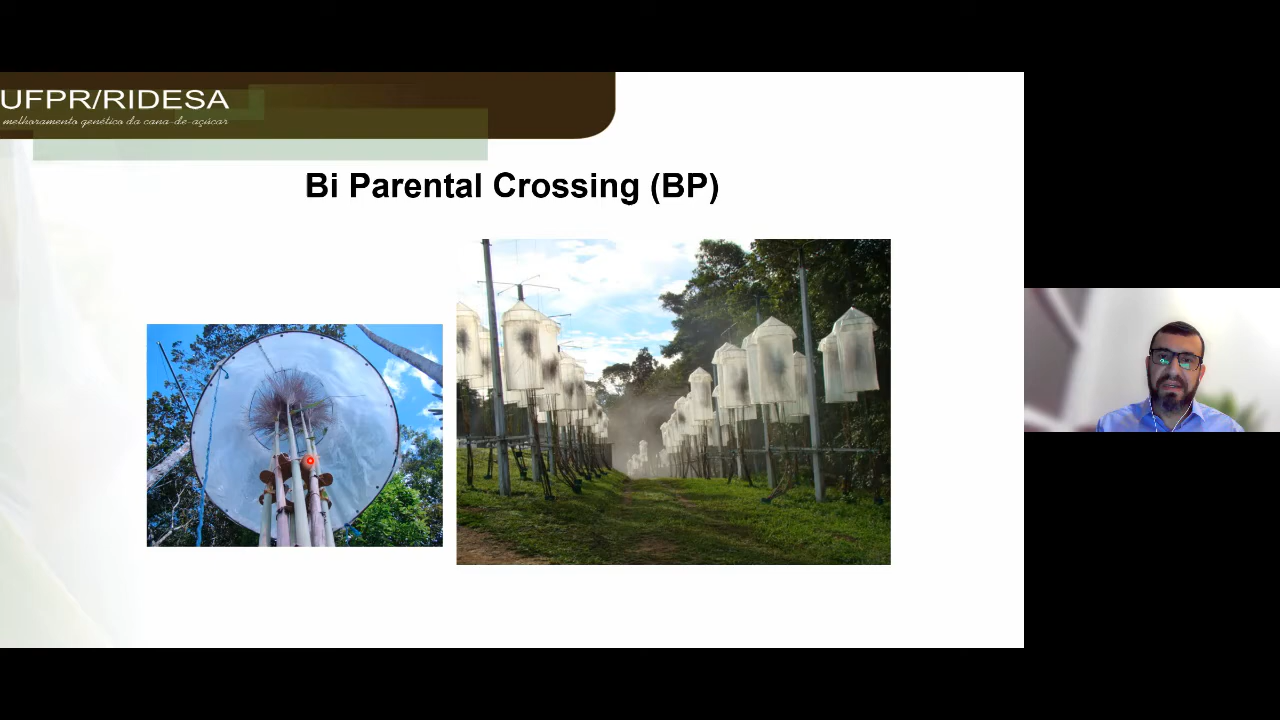 UFPR/RIDESA
melhoramento genético da cana-de-açúcar
Bi Parental Crossing (BP)